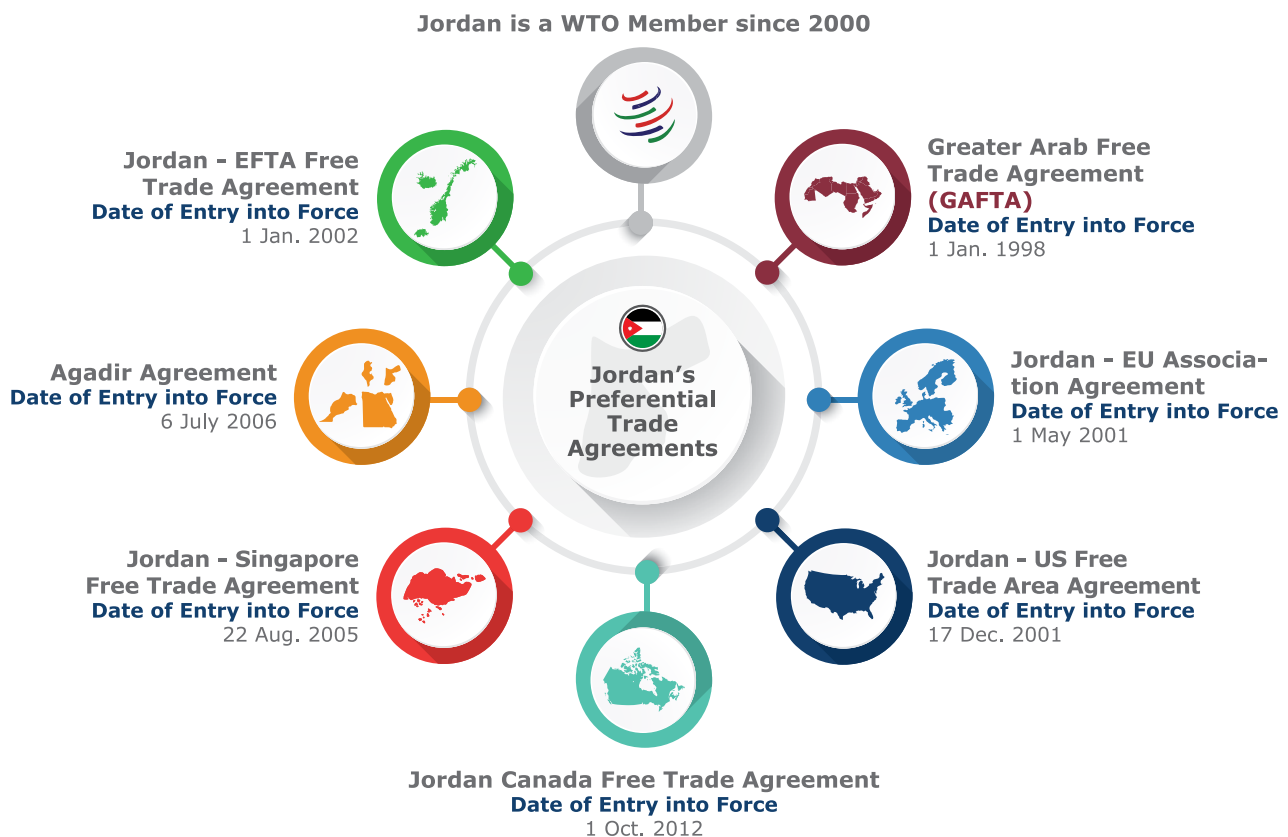 Jordan is a WTO Member since 2000
Greater Arab Free
Trade Agreement
(GAFTA)
Date of Entry into Force
1 Jan. 1998
Jordan - EU Associa-
tion Agreement
Date of Entry into Force
1 May 2001
Jordan - US Free
Trade Area Agreement
Date of Entry into Force
17 Dec. 2001
Jordan Canada Free Trade Agreement
Date of Entry into Force
1 Oct. 2012
Jordan - Singapore
Free Trade Agreement
Date of Entry into Force
22 Aug. 2005
Agadir Agreement
Date of Entry into Force
6 July 2006
Jordan - EFTA Free
Trade Agreement
Date of Entry into Force
1 Jan. 2002
Jordan’s
Preferential
Trade
Agreements